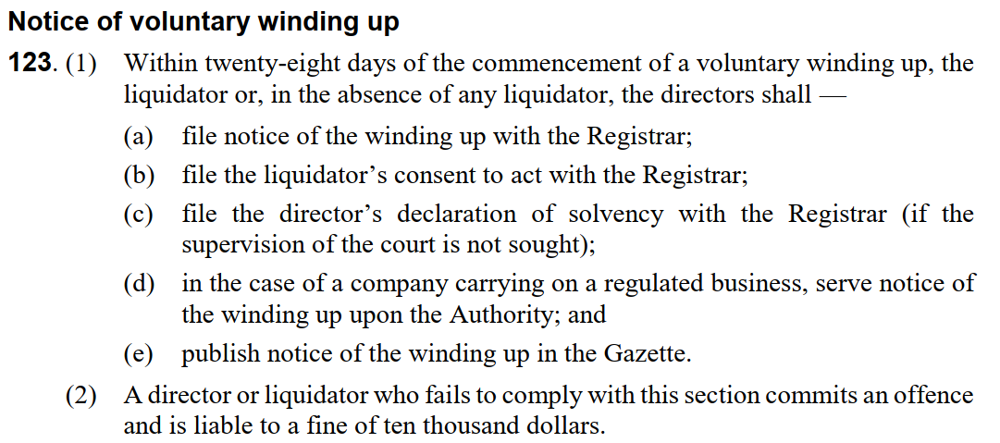 Notice of voluntary winding up
123. (1) Within twenty-eight days of the commencement of a voluntary winding up, the
liquidator or, in the absence of any liquidator, the directors shall —
(a) file notice of the winding up with the Registrar;
(b) file the liquidator’s consent to act with the Registrar;
(c) file the director’s declaration of solvency with the Registrar (if the
supervision of the court is not sought);
(d) in the case of a company carrying on a regulated business, serve notice of
the winding up upon the Authority; and
(e) publish notice of the winding up in the Gazette.
(2) A director or liquidator who fails to comply with this section commits an offence
and is liable to a fine of ten thousand dollars.